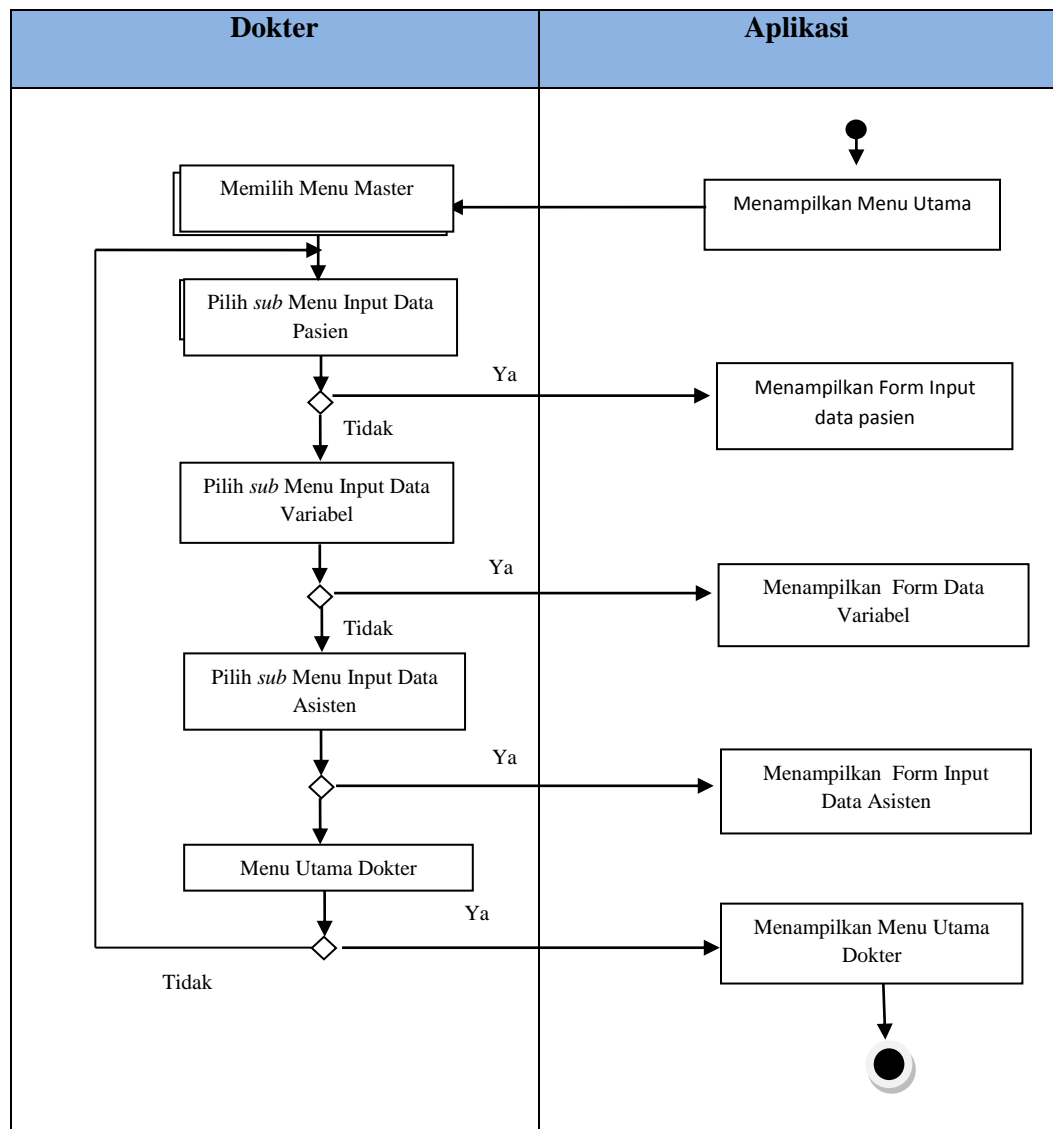 Dokter
Aplikasi
Memilih Menu Master
Menampilkan Menu Utama
Pilih sub Menu Input Data
Pasien
Ya
Menampilkan Form Input
data pasien
Tidak
Pilih sub Menu Input Data
Variabel
Ya
Menampilkan Form Data
Variabel
Tidak
Pilih sub Menu Input Data
Asisten
Ya
Menampilkan Form Input
Data Asisten
Menu Utama Dokter
Ya
Menampilkan Menu Utama
Dokter
Tidak